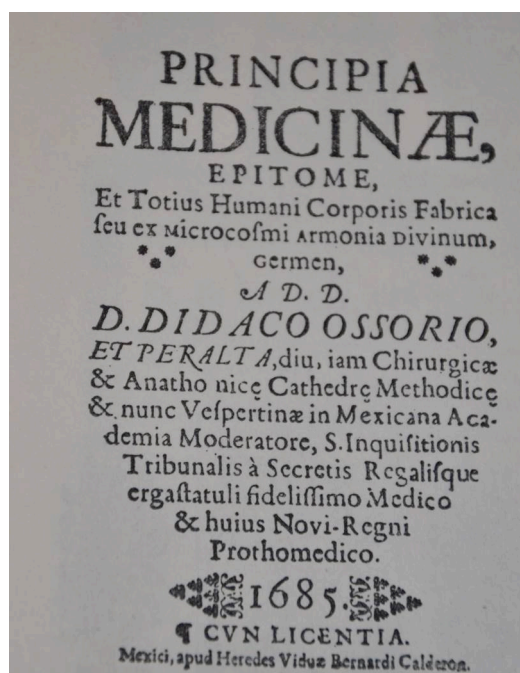 PRINCIPIA
MEDICINÆ,
EPITOME,
Et Totius Humani Corporis Fabrica
ſeu ex Microcoſmi Armonia Divinum,
Germen,
A D. D.
D. DIDACO OSSORIO,
ET PERALTA, diu, iam Chirurgicæ
& Anatho nicę Cathedrę Methodicę
& nunc Veſpertinæ in Mexicana Aca-
demia Moderatore, S. Inquiſitionis
Tribunalis à Secretis Regaliſque
ergaſtatuli fideliſſimo Medico
& huius Novi-Regni
Prothomedico.
1685.
¶ CVN LICENTIA.
Mexici, apud Heredes Viduæ Bernardi Calderon.